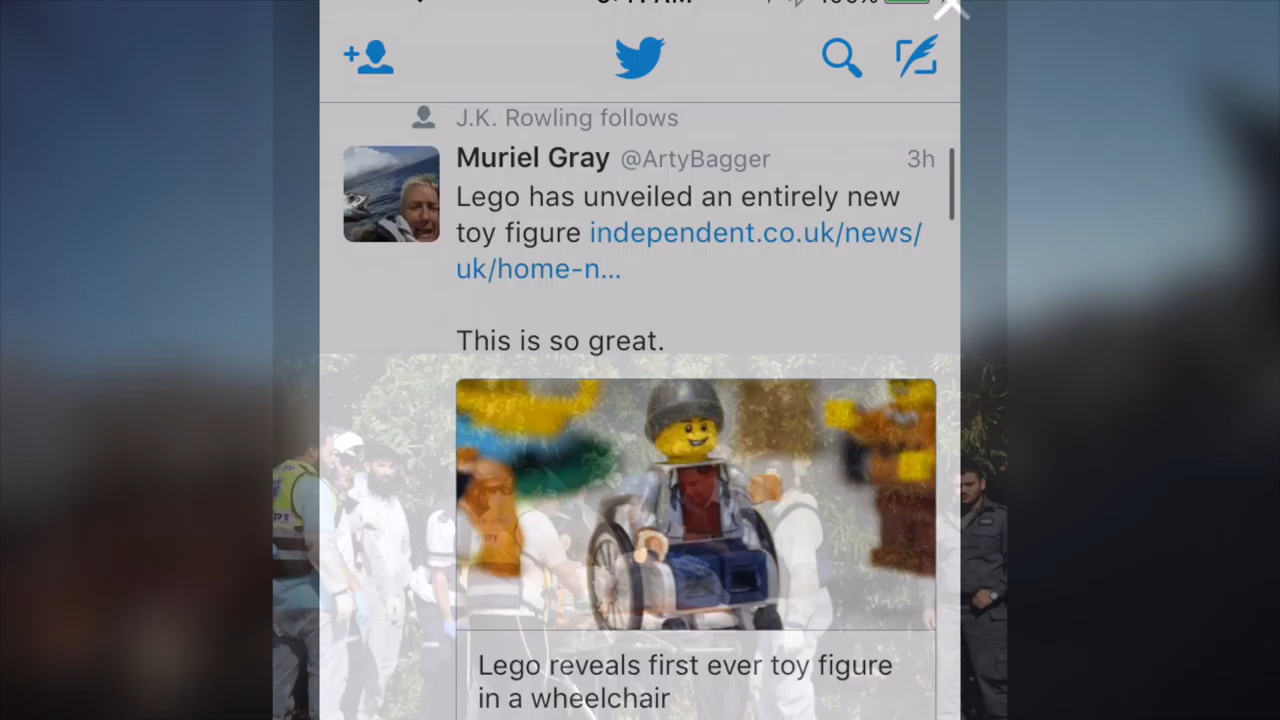 J.K. Rowling follows
Muriel Gray @ArtyBagger 3h
Lego has unveiled an entirely new
toy figure independent.co.uk/news/
uk/home-n...
This is so great.
Lego reveals first ever toy figure
in a wheelchair